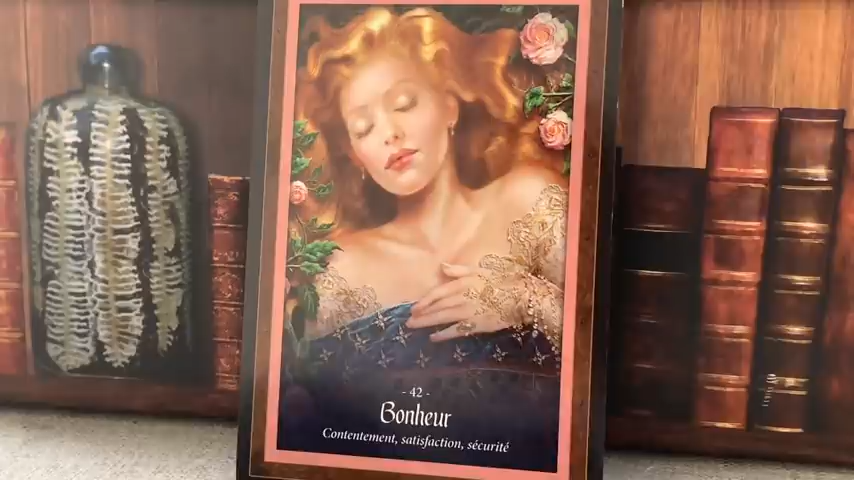 - 42 -
Bonheur
Contentement, satisfaction, sécurité